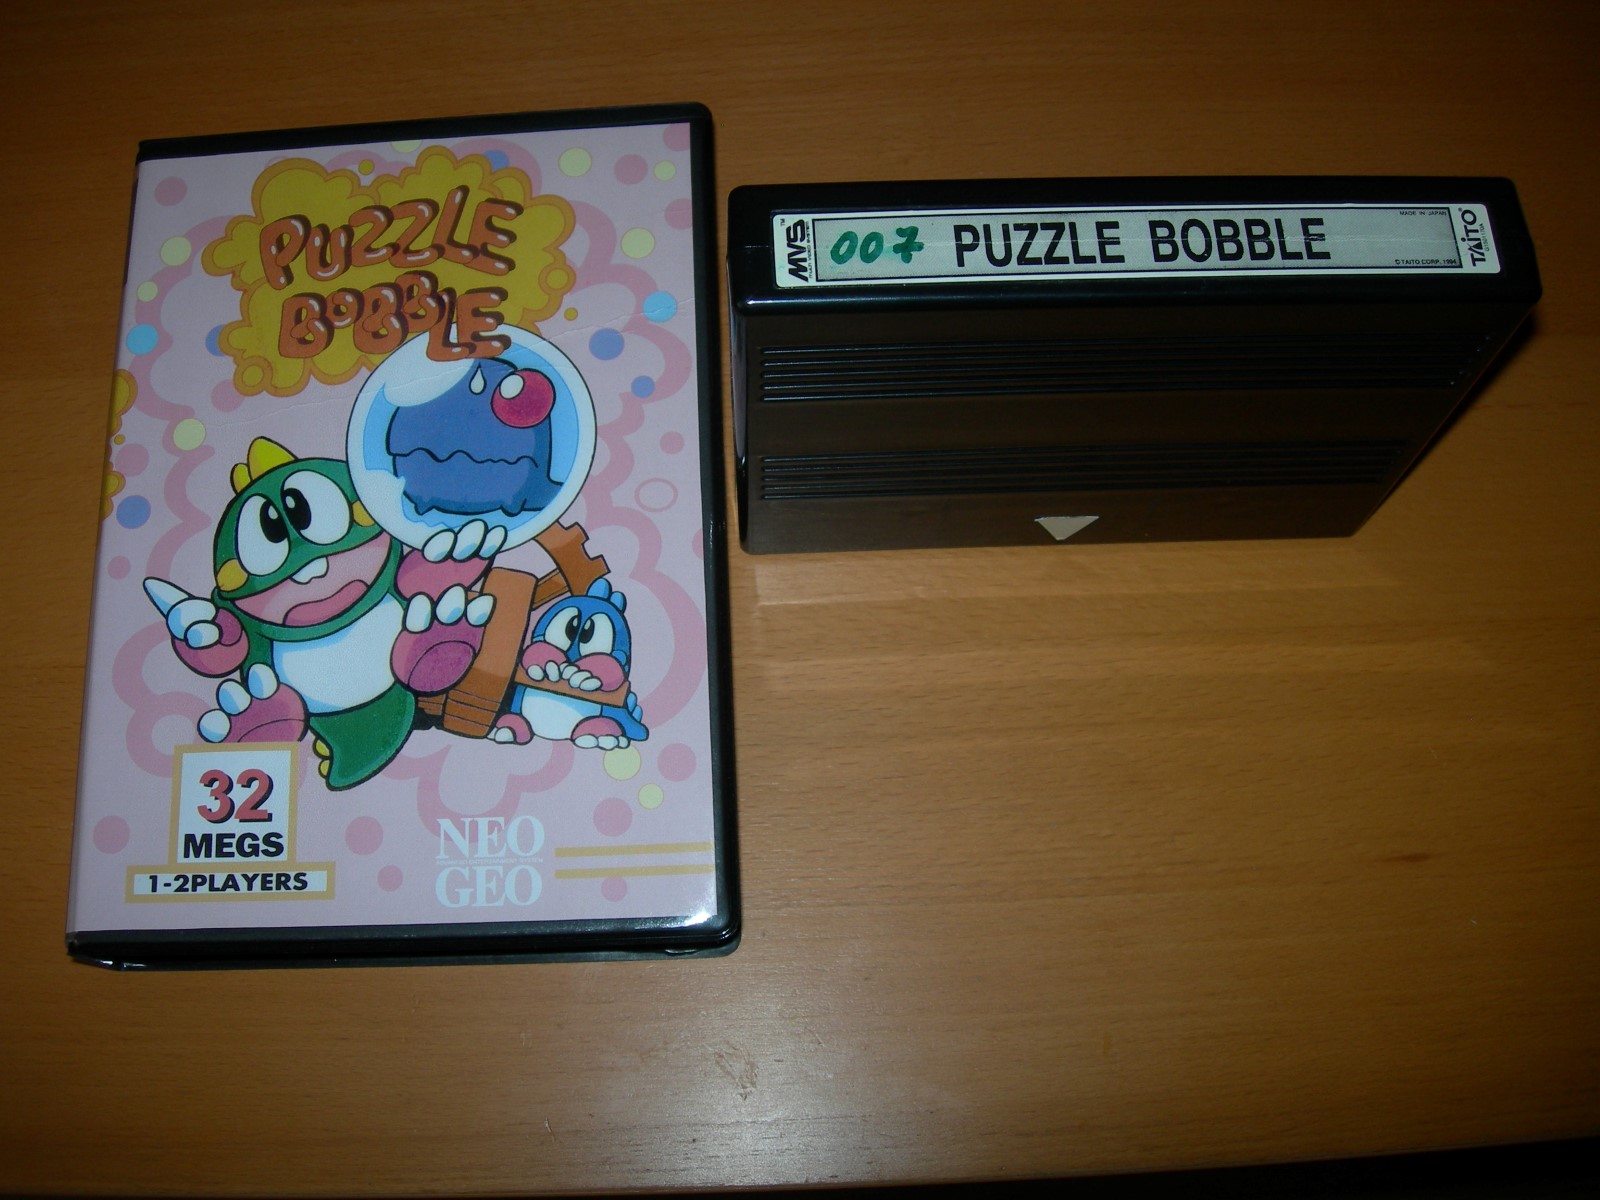 PUZZLE
BOBBLE
32
MEGS
1-2PLAYERS
NEO
GEO
MVS
007
PUZZLE BOBBLE
MADE IN JAPAN
© TAITO CORP. 1994
TAITO